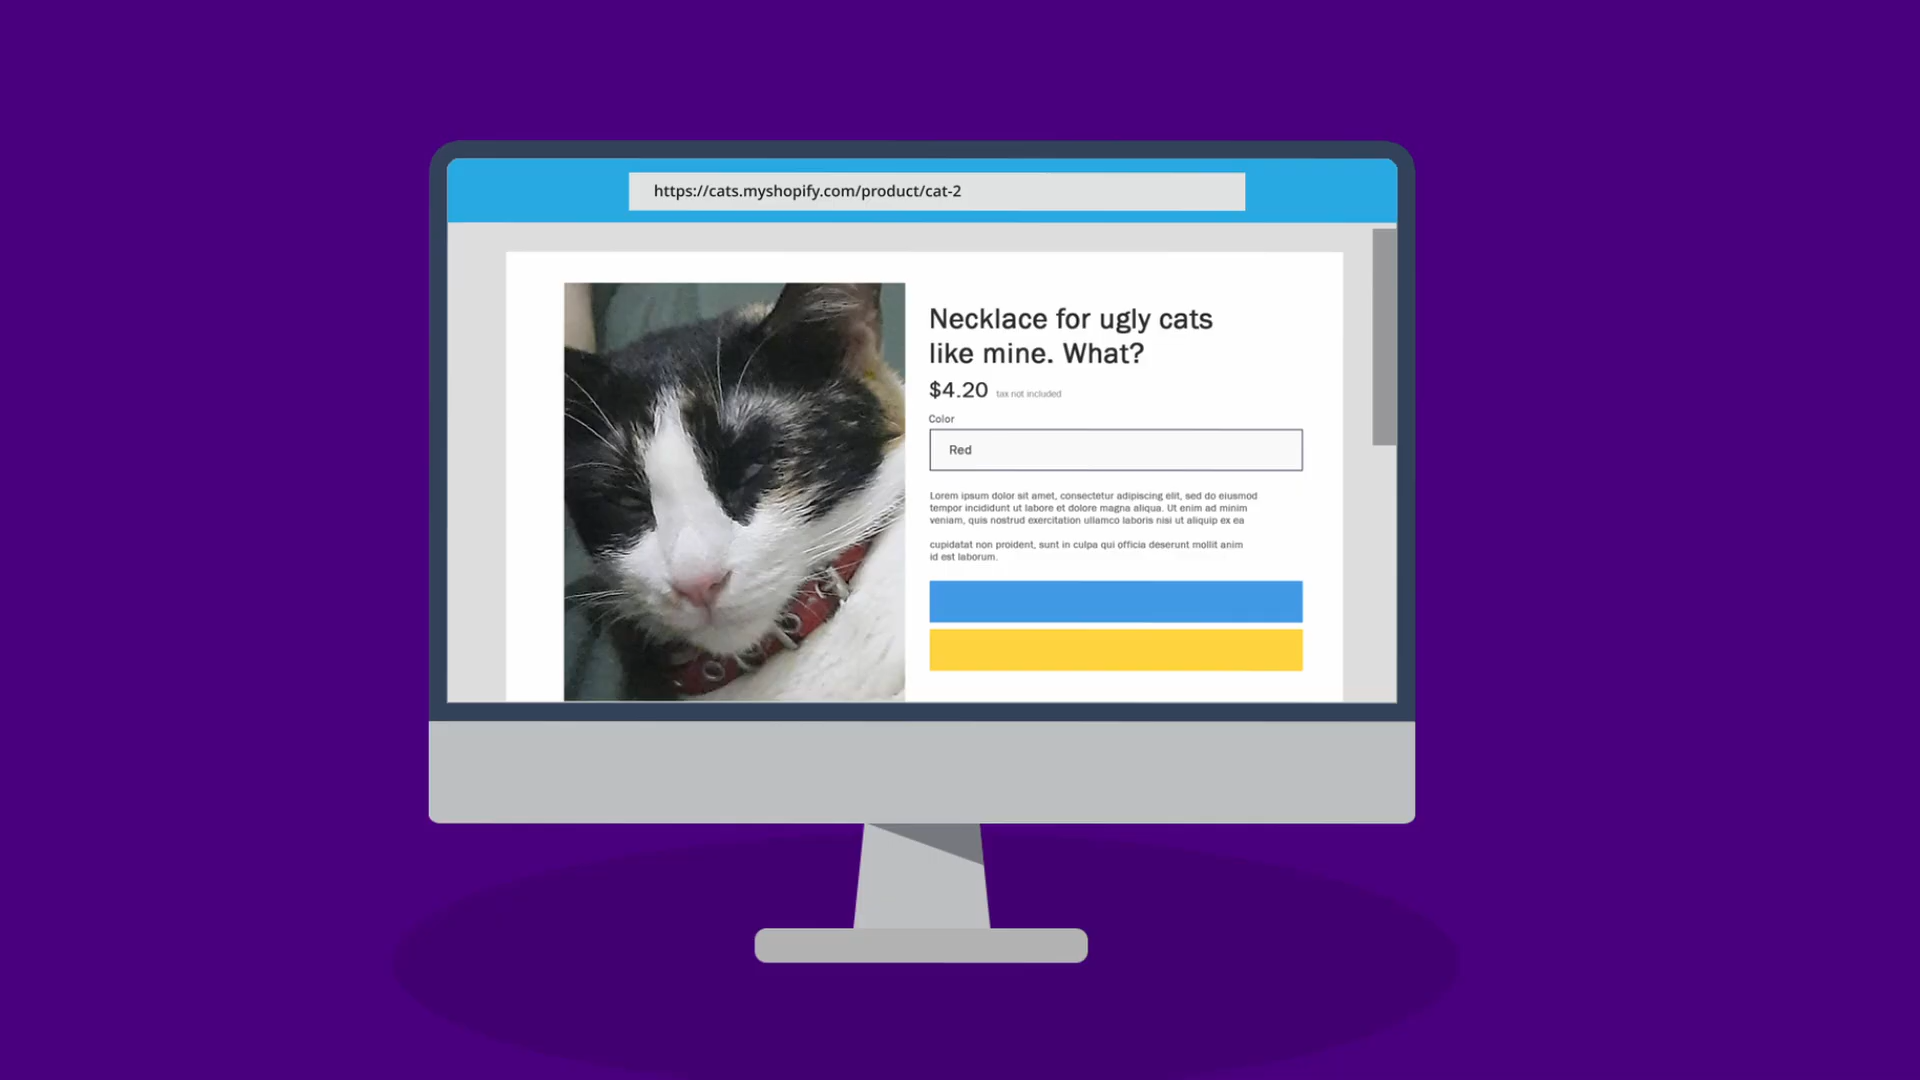 https://cats.myshopify.com/product/cat-2
Necklace for ugly cats
like mine. What?
$4.20 tax not included
Color
Red
Lorem ipsum dolor sit amet, consectetur adipiscing elit, sed do eiusmod
tempor incididunt ut labore et dolore magna aliqua. Ut enim ad minim
veniam, quis nostrud exercitation ullamco laboris nisi ut aliquip ex ea
cupidatat non proident, sunt in culpa qui officia deserunt mollit anim
id est laborum.